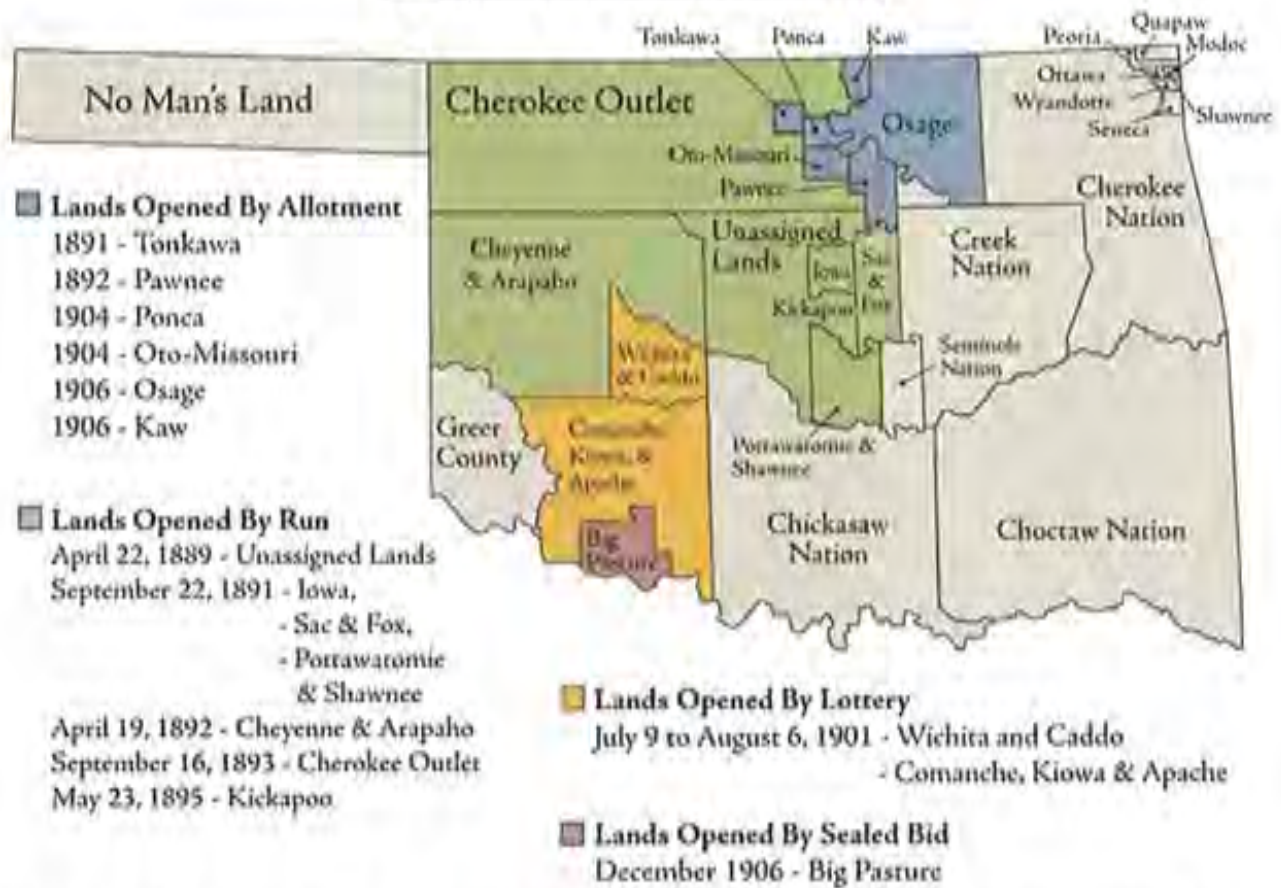 Tonkawa
Ponca
Kaw
Peoria
Quapaw
Modoc
Ottawa
Wyandotte
Seneca
Shawnee
No Man's Land
Cherokee Outlet
Osage
Oto-Missouri
Pawnee
Cherokee
Nation
Lands Opened By Allotment
1891 - Tonkawa
1892 - Pawnee
1904 - Ponca
1904 - Oto-Missouri
1906 - Osage
1906 - Kaw
Cheyenne
& Arapaho
Unassigned
Lands
Iowa
Sac
&
Fox
Kickapoo
Creek
Nation
Seminole
Nation
Wichita
& Caddo
Greer
County
Comanche,
Kiowa, &
Apache
Pottawatomie &
Shawnee
Big
Pasture
Chickasaw
Nation
Choctaw Nation
Lands Opened By Run
April 22, 1889 - Unassigned Lands
September 22, 1891 - Iowa,
- Sac & Fox,
- Pottawatomie
& Shawnee
April 19, 1892 - Cheyenne & Arapaho
September 16, 1893 - Cherokee Outlet
May 23, 1895 - Kickapoo
Lands Opened By Lottery
July 9 to August 6, 1901 - Wichita and Caddo
- Comanche, Kiowa & Apache
Lands Opened By Sealed Bid
December 1906 - Big Pasture